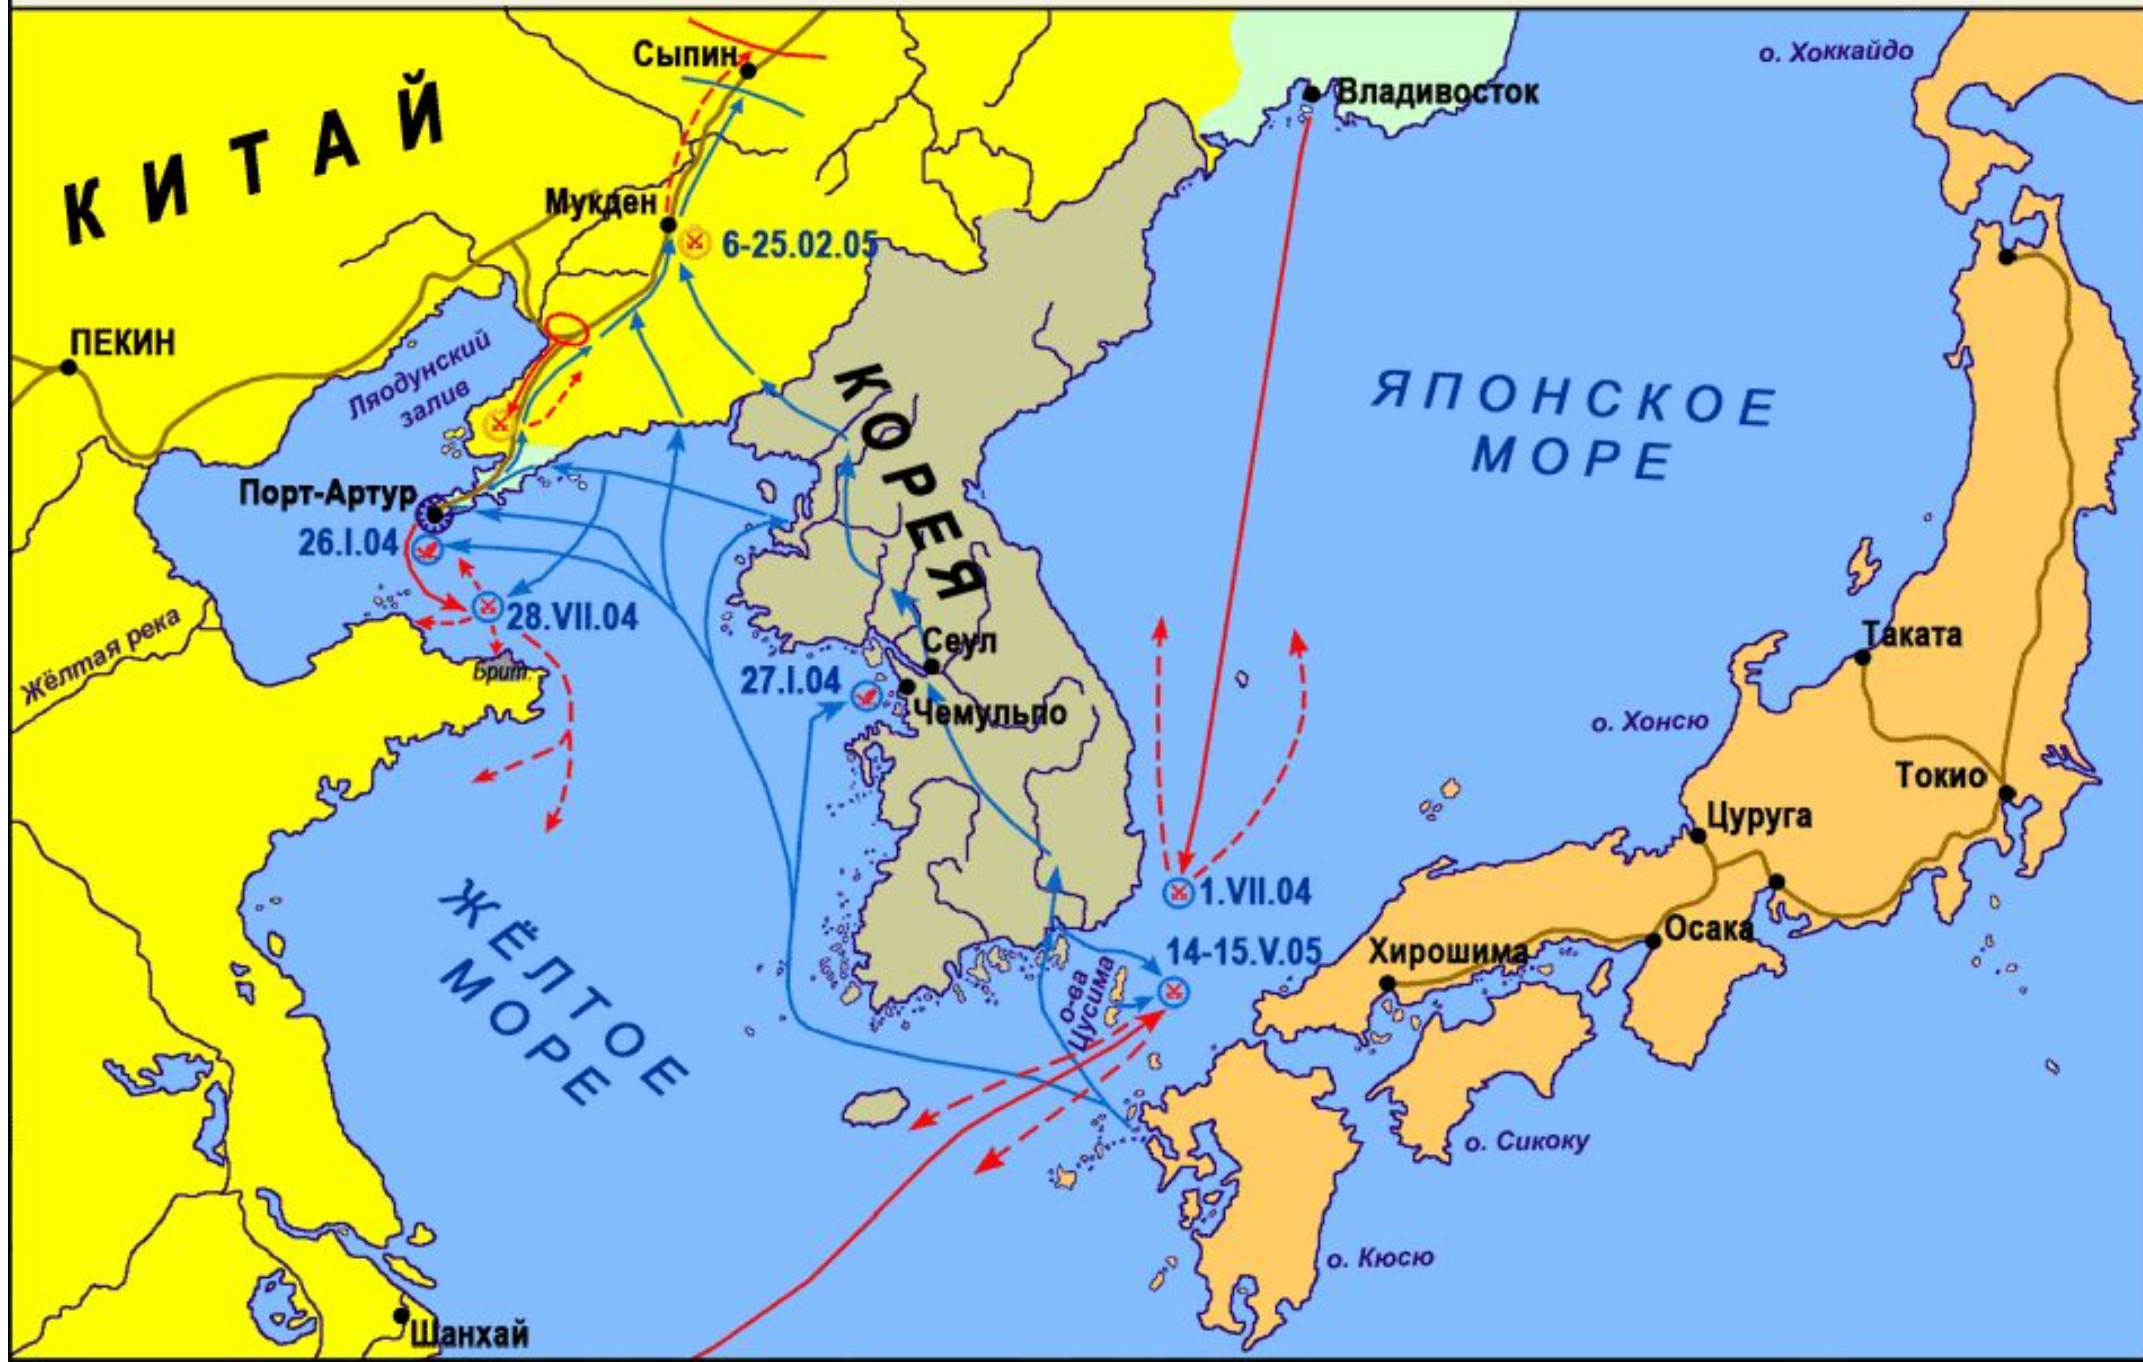 Сыпин
о. Хоккайдо
Владивосток
КИТАЙ
Мукден
6-25.02.05
ПЕКИН
Ляодунский
залив
КОРЕЯ
ЯПОНСКОЕ
МОРЕ
Порт-Артур
26.I.04
28.VII.04
Жёлтая река
Брит.
Сеул
27.I.04
Чемульпо
Таката
о. Хонсю
Токио
Цуруга
1.VII.04
14-15.V.05
Осака
Хирошима
о-ва
Цусима
ЖЁЛТОЕ
МОРЕ
о. Сикоку
о. Кюсю
Шанхай